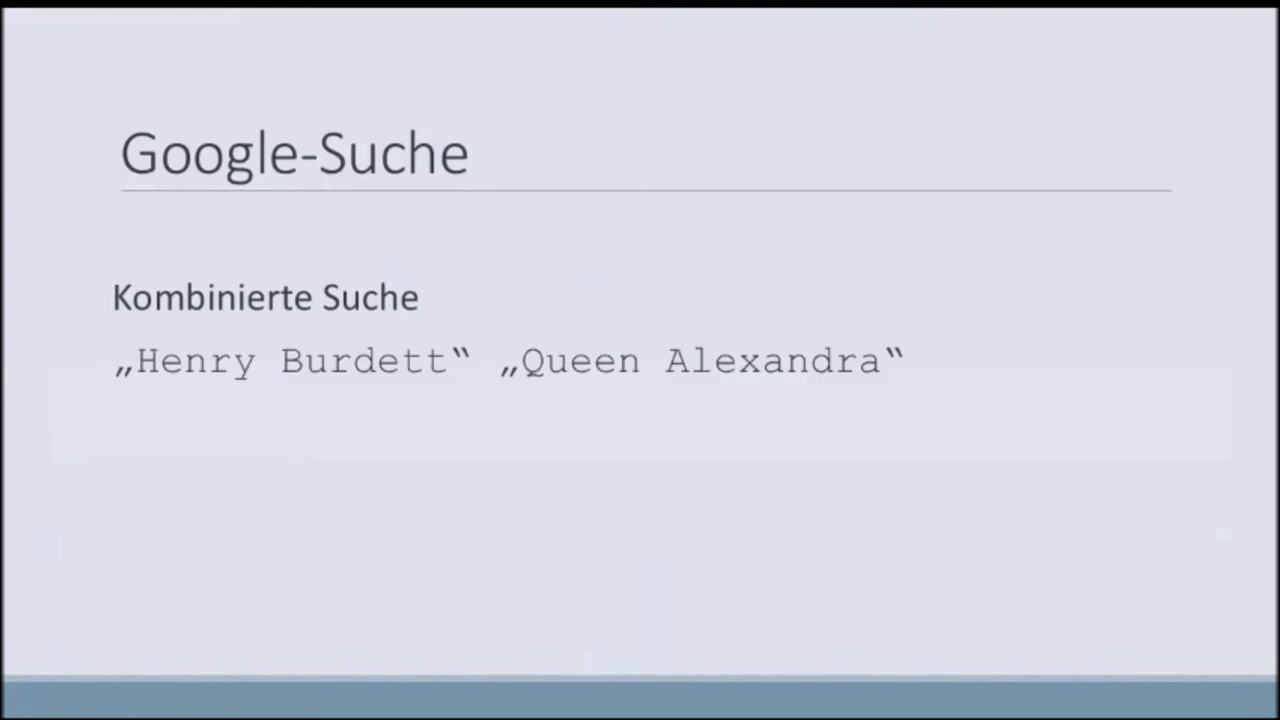 Google-Suche
Kombinierte Suche
„Henry Burdett“ „Queen Alexandra“